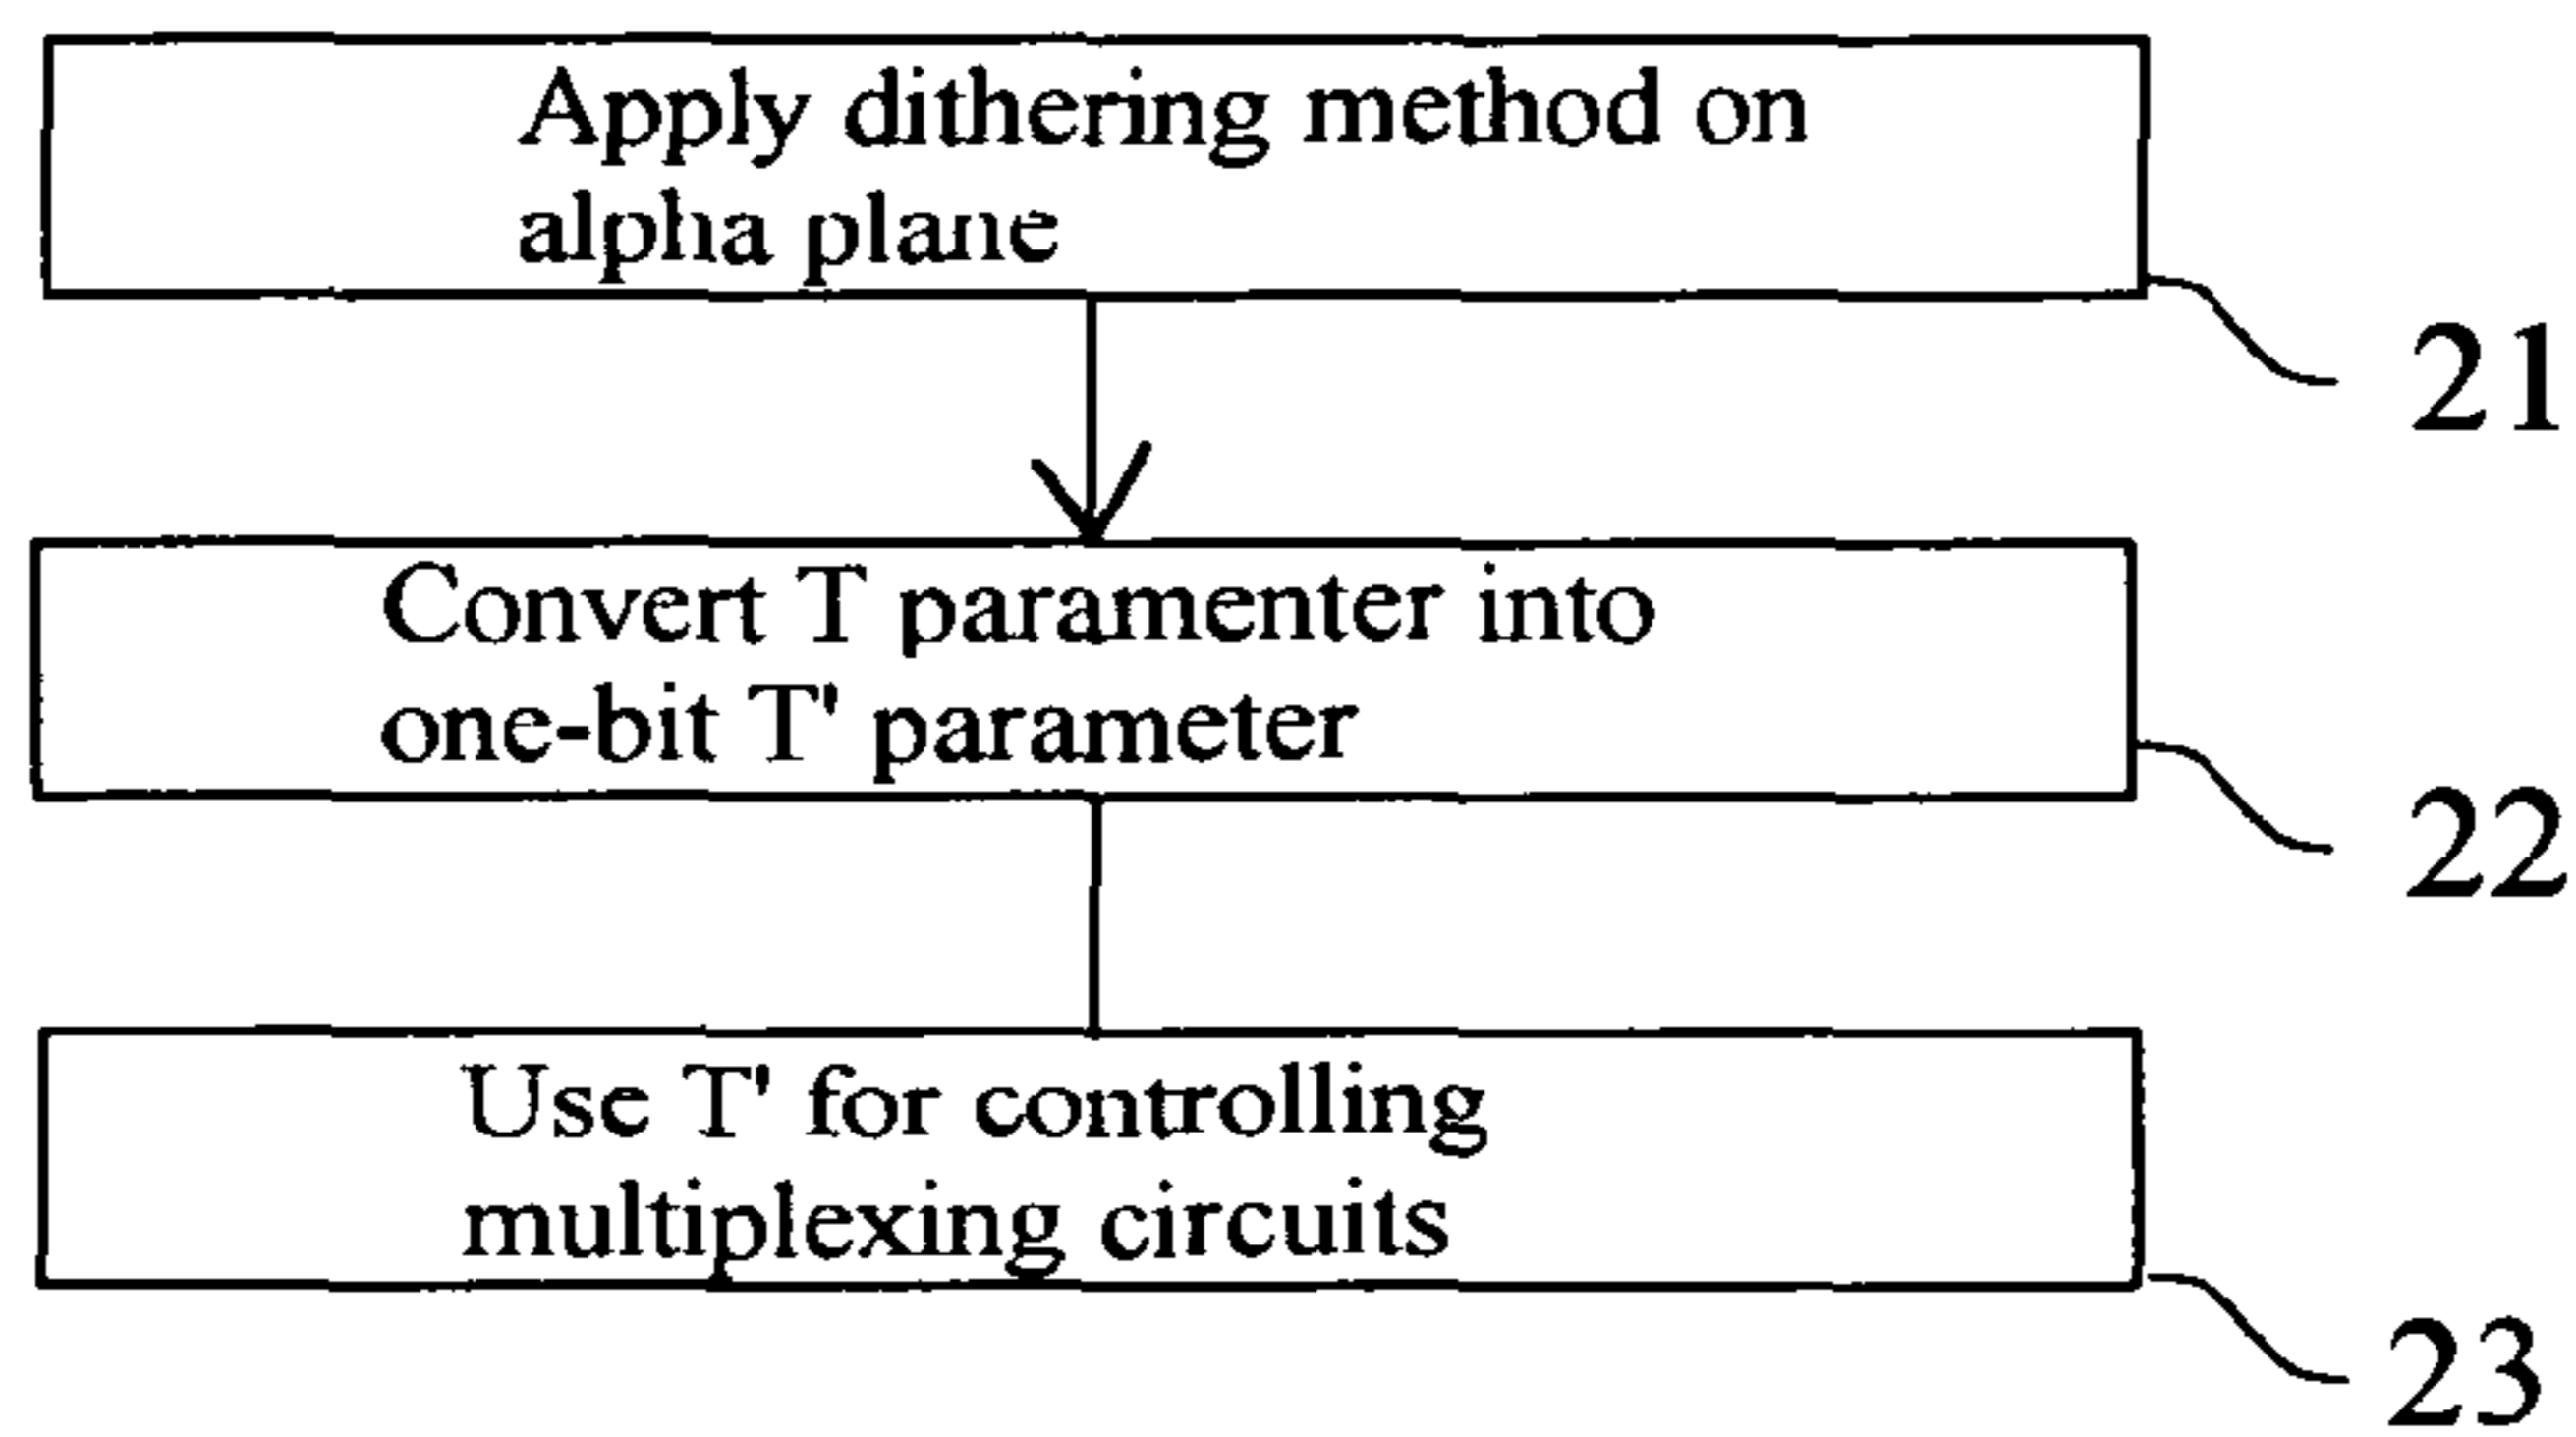 Apply dithering method on
alpha plane
21
Convert T paramenter into
one-bit T' parameter
22
Use T' for controlling
multiplexing circuits
23